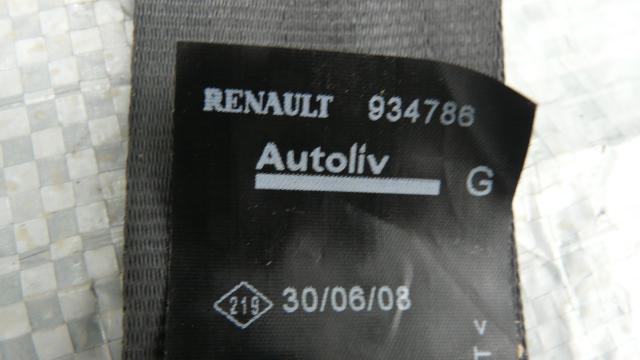 RENAULT 934786
Autoliv
G
219 30/06/08